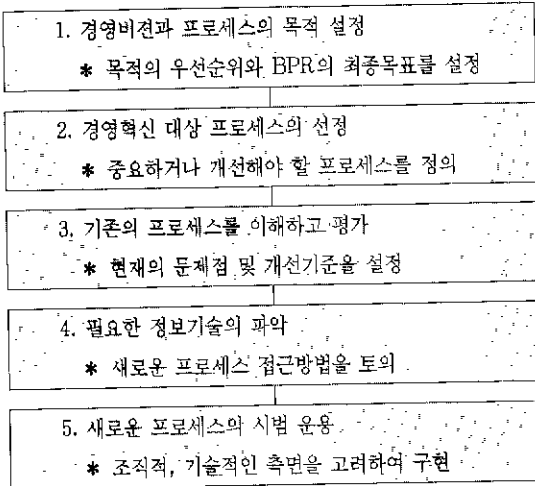 1. 경영비젼과 프로세스의 목적 설정
* 목적의 우선순위와 BPR의 최종목표를 설정
2. 경영혁신 대상 프로세스의 선정
* 중요하거나 개선해야 할 프로세스를 정의
3. 기존의 프로세스를 이해하고 평가
* 현재의 문제점 및 개선기준을 설정
4. 필요한 정보기술의 파악
* 새로운 프로세스 접근방법을 토의
5. 새로운 프로세스의 시범 운용
* 조직적, 기술적인 측면을 고려하여 구현